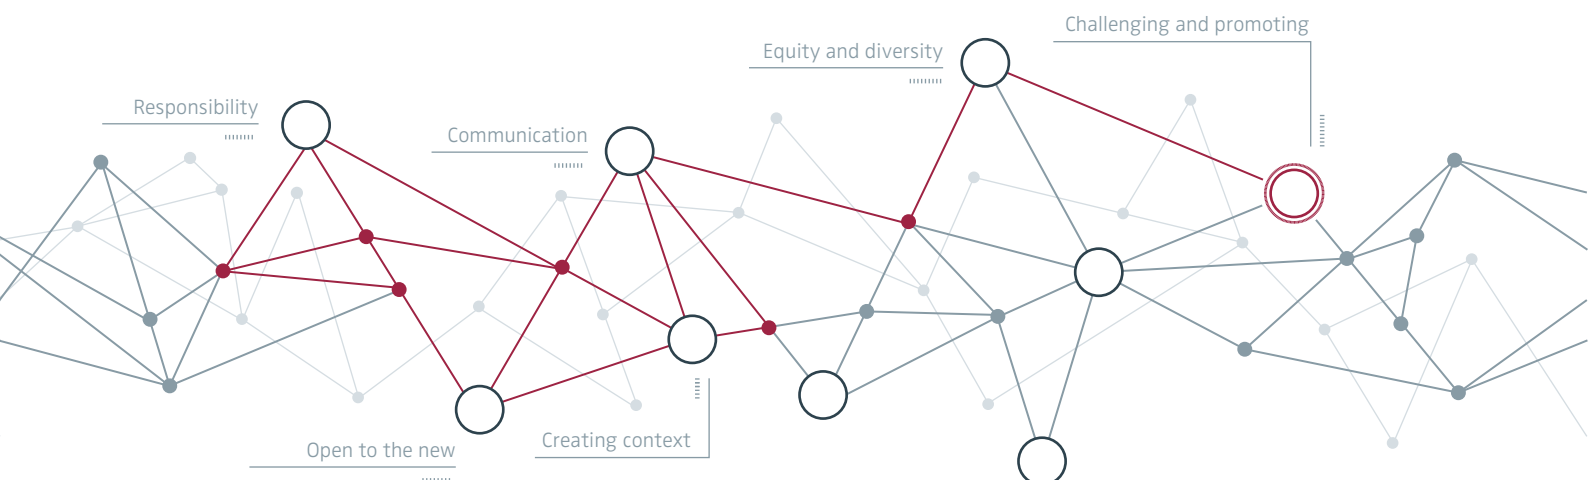 Challenging and promoting
Equity and diversity
Responsibility
Communication
Creating context
Open to the new